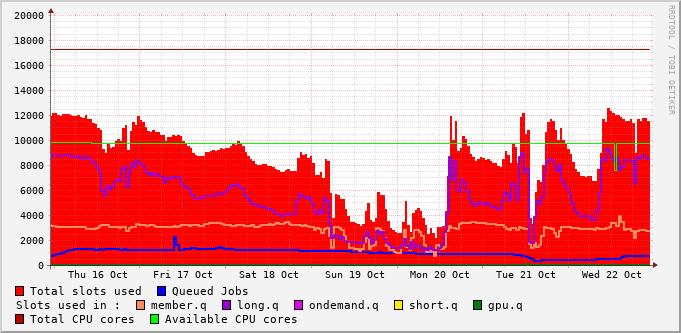 20000
18000
16000
14000
12000
10000
8000
6000
4000
2000
0
Thu 16 Oct Fri 17 Oct Sat 18 Oct Sun 19 Oct Mon 20 Oct Tue 21 Oct Wed 22 Oct
Total slots used Queued Jobs
Slots used in : member.q long.q ondemand.q short.q gpu.q
Total CPU cores Available CPU cores
RRDTOOL / TOBI OETIKER